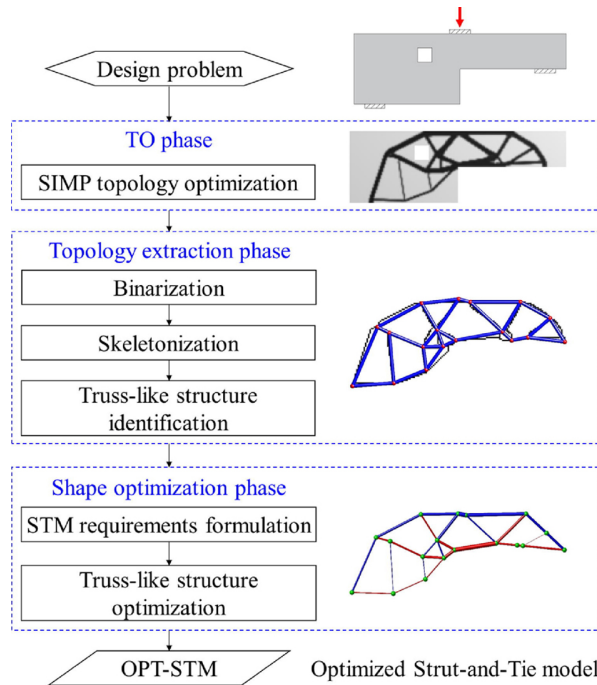 Design problem
TO phase
SIMP topology optimization
Topology extraction phase
Binarization
Skeletonization
Truss-like structure
identification
Shape optimization phase
STM requirements formulation
Truss-like structure
optimization
OPT-STM
Optimized Strut-and-Tie model